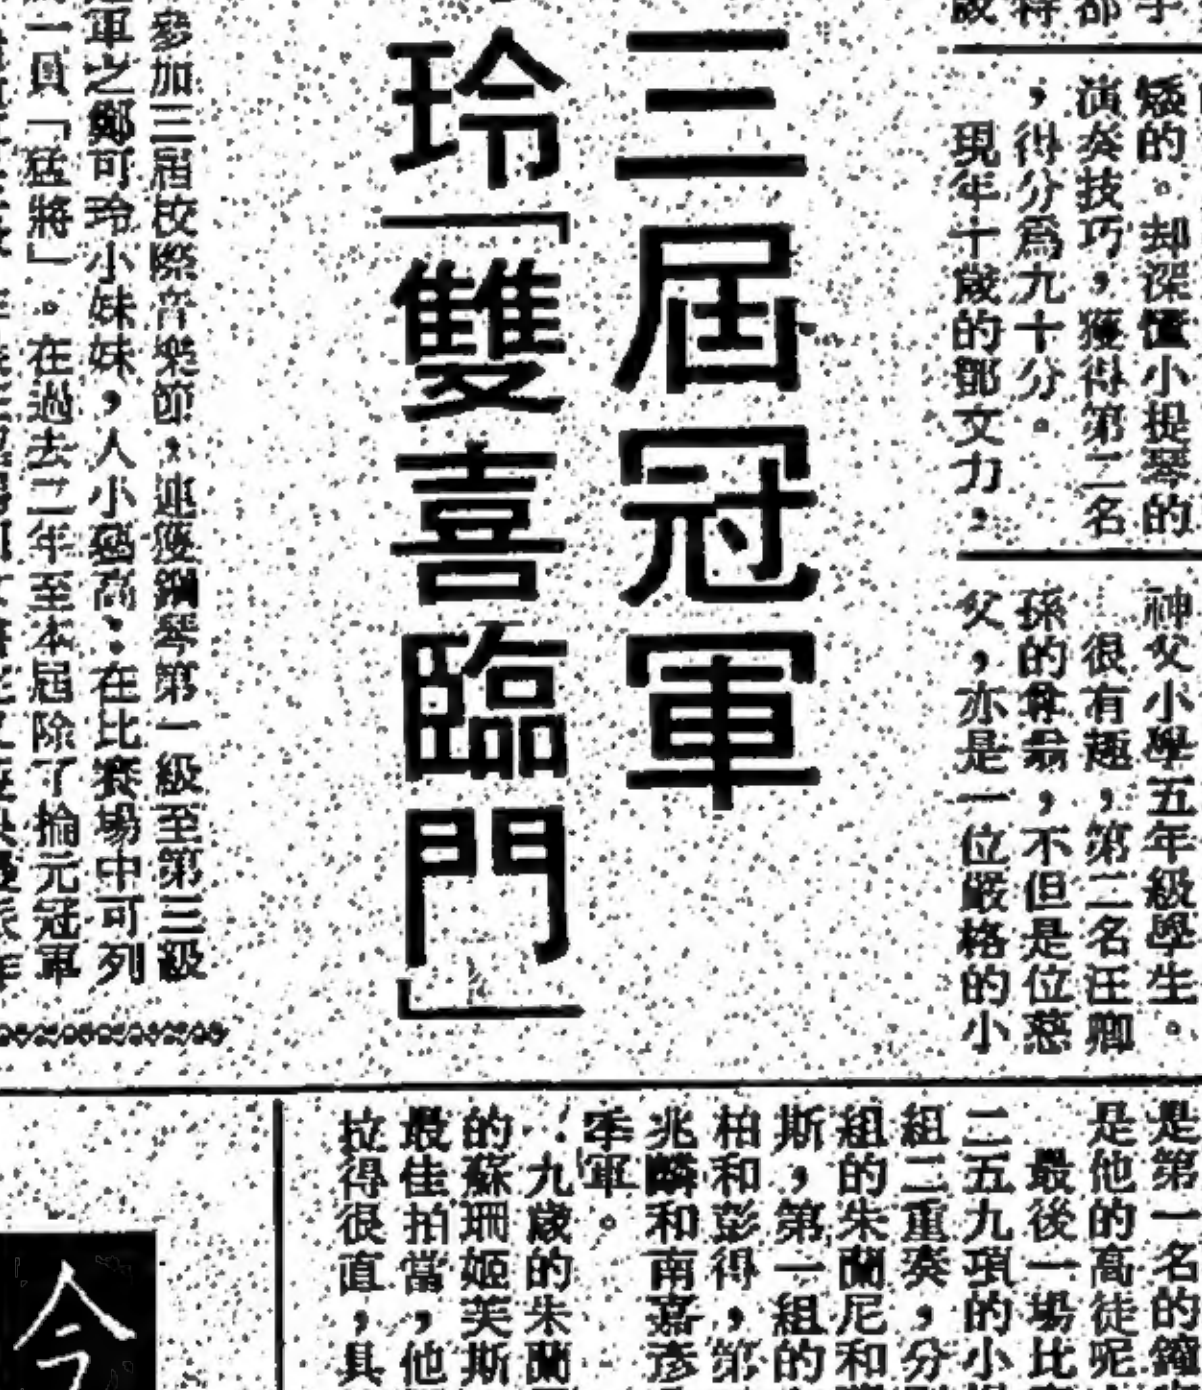 矮的。却深懂小提琴的
演奏技巧，獲得第二名
，得分為九十分。
現年十歲的鄧文力，
神父小學五年級學生。
很有趣，第二名汪卿
孫的尊翁，不但是位慈
父，亦是一位嚴格的小
三屆冠軍
玲「雙喜臨門」
參加三屆校際音樂節，連獲鋼琴第一級至第三級
軍之鄭可玲小妹妹，人小藝高：在比賽場中可列
一員「猛將」。在過去二年至本屆除了掄元冠軍
是第一名的
是他的高徒呢
最後一場比
二五九項的小
組二重奏，分
組的朱蘭尼和
斯，第一組的
柏和彭得，第
兆麟和南嘉彥
季軍。
九歲的朱蘭
的蘇珊姬芙斯
最佳拍當，他
拉得很直，具
今